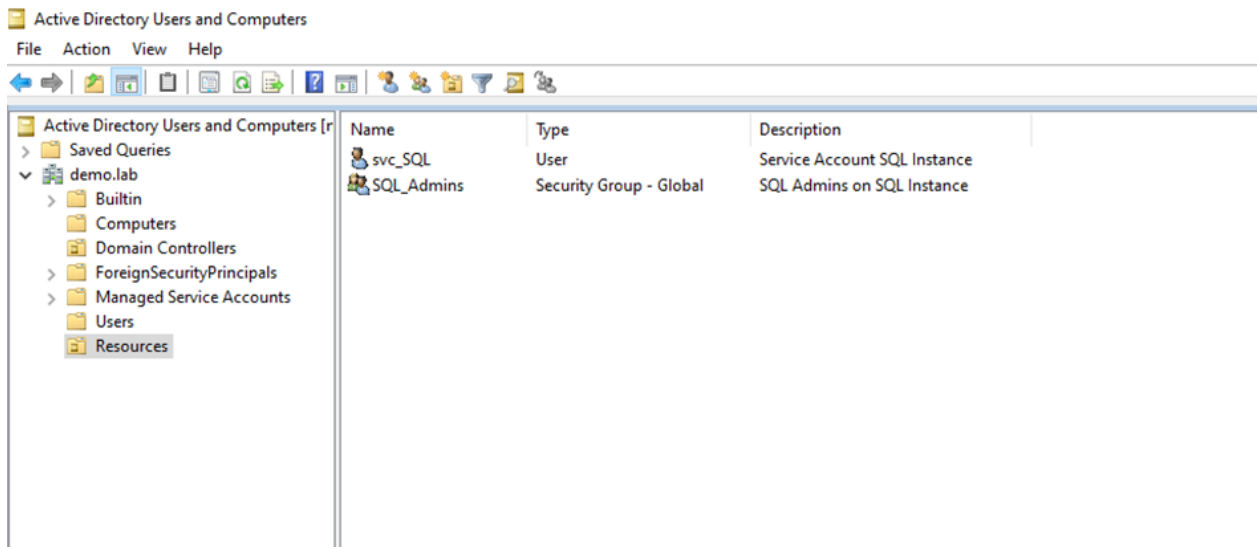 Active Directory Users and Computers
File Action View Help
Active Directory Users and Computers [r
Saved Queries
demo.lab
Builtin
Computers
Domain Controllers
ForeignSecurityPrincipals
Managed Service Accounts
Users
Resources
Name Type Description
svc_SQL User Service Account SQL Instance
SQL_Admins Security Group - Global SQL Admins on SQL Instance